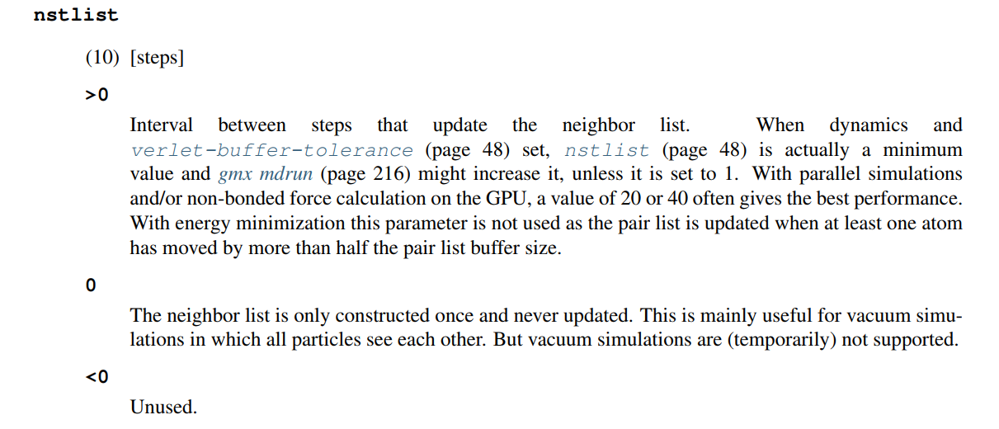 nstlist
(10) [steps]
>0
Interval between steps that update the neighbor list. When dynamics and
verlet-buffer-tolerance (page 48) set, nstlist (page 48) is actually a minimum
value and gmx mdrun (page 216) might increase it, unless it is set to 1. With parallel simulations
and/or non-bonded force calculation on the GPU, a value of 20 or 40 often gives the best performance.
With energy minimization this parameter is not used as the pair list is updated when at least one atom
has moved by more than half the pair list buffer size.
0
The neighbor list is only constructed once and never updated. This is mainly useful for vacuum simu-
lations in which all particles see each other. But vacuum simulations are (temporarily) not supported.
<0
Unused.